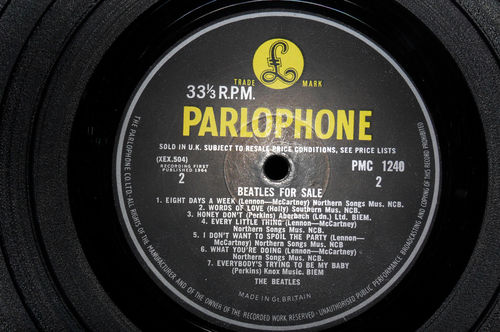 TRADE MARK
33⅓ R.P.M.
PARLOPHONE
SOLD IN U.K. SUBJECT TO RESALE PRICE CONDITIONS, SEE PRICE LISTS
(XEX.504)
RECORDING FIRST
PUBLISHED 1964
2
PMC 1240
2
BEATLES FOR SALE
1. EIGHT DAYS A WEEK (Lennon—McCartney) Northern Songs Mus. NCB.
2. WORDS OF LOVE (Holly) Southern Mus. NCB.
3. HONEY DON'T (Perkins) Aberbach (Ldn.) Ltd. BIEM.
4. EVERY LITTLE THING (Lennon—McCartney)
Northern Songs Mus. NCB.
5. I DON'T WANT TO SPOIL THE PARTY (Lennon—
McCartney) Northern Songs Mus. NCB.
6. WHAT YOU'RE DOING (Lennon—McCartney)
Northern Songs Mus. NCB.
7. EVERYBODY'S TRYING TO BE MY BABY
(Perkins) Knox Music. BIEM
THE BEATLES
MADE IN GT. BRITAIN
THE PARLOPHONE CO. LTD. ALL RIGHTS OF THE MANUFACTURER AND OF THE OWNER OF THE RECORDED WORK RESERVED — UNAUTHORISED PUBLIC PERFORMANCE BROADCASTING AND COPYING OF THIS RECORD PROHIBITED